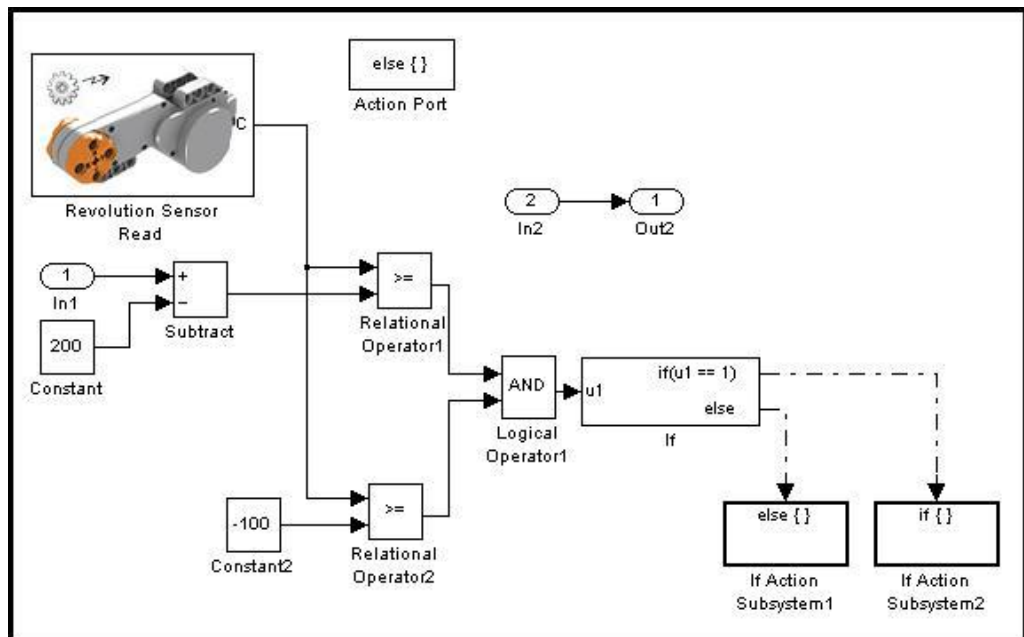 else { }
Action Port
C
Revolution Sensor
Read
2
In2
1
Out2
1
In1
+
−
Subtract
200
Constant
>=
Relational
Operator1
AND
Logical
Operator1
u1
if(u1 == 1)
else
If
-100
Constant2
>=
Relational
Operator2
else { }
If Action
Subsystem1
if { }
If Action
Subsystem2